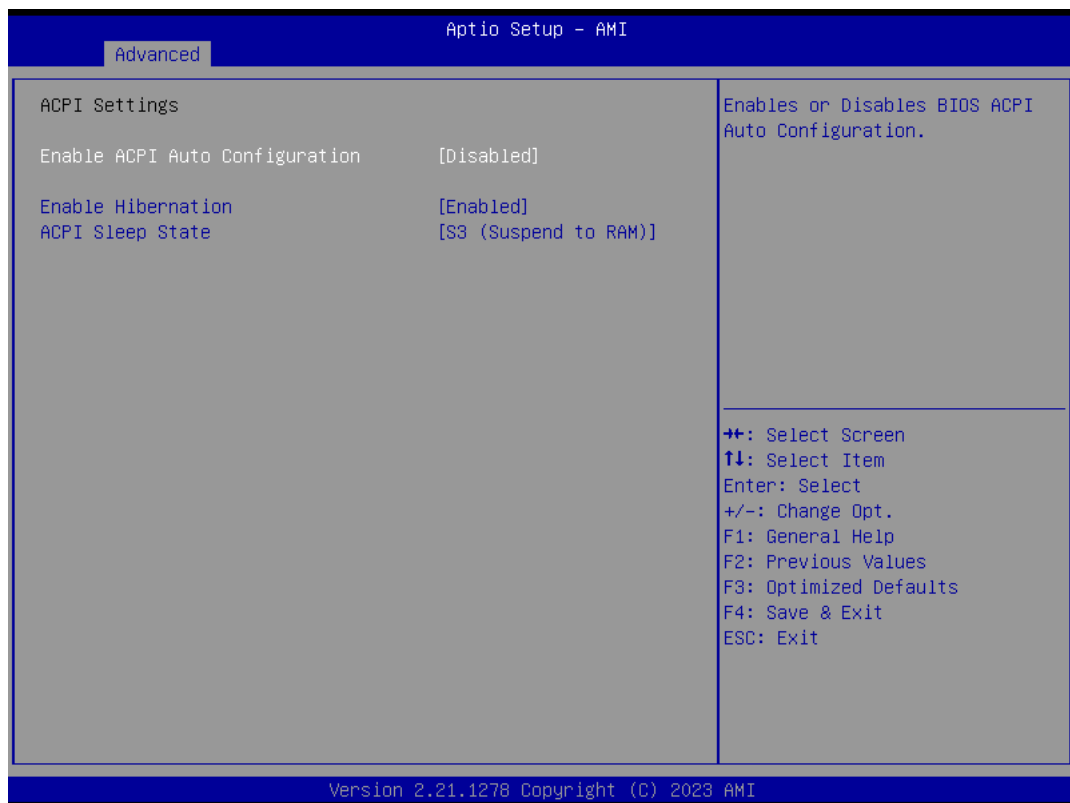 Aptio Setup – AMI
Advanced
ACPI Settings
Enable ACPI Auto Configuration [Disabled]
Enable Hibernation [Enabled]
ACPI Sleep State [S3 (Suspend to RAM)]
Enables or Disables BIOS ACPI
Auto Configuration.
→←: Select Screen
↑↓: Select Item
Enter: Select
+/-: Change Opt.
F1: General Help
F2: Previous Values
F3: Optimized Defaults
F4: Save & Exit
ESC: Exit
Version 2.21.1278 Copyright (C) 2023 AMI